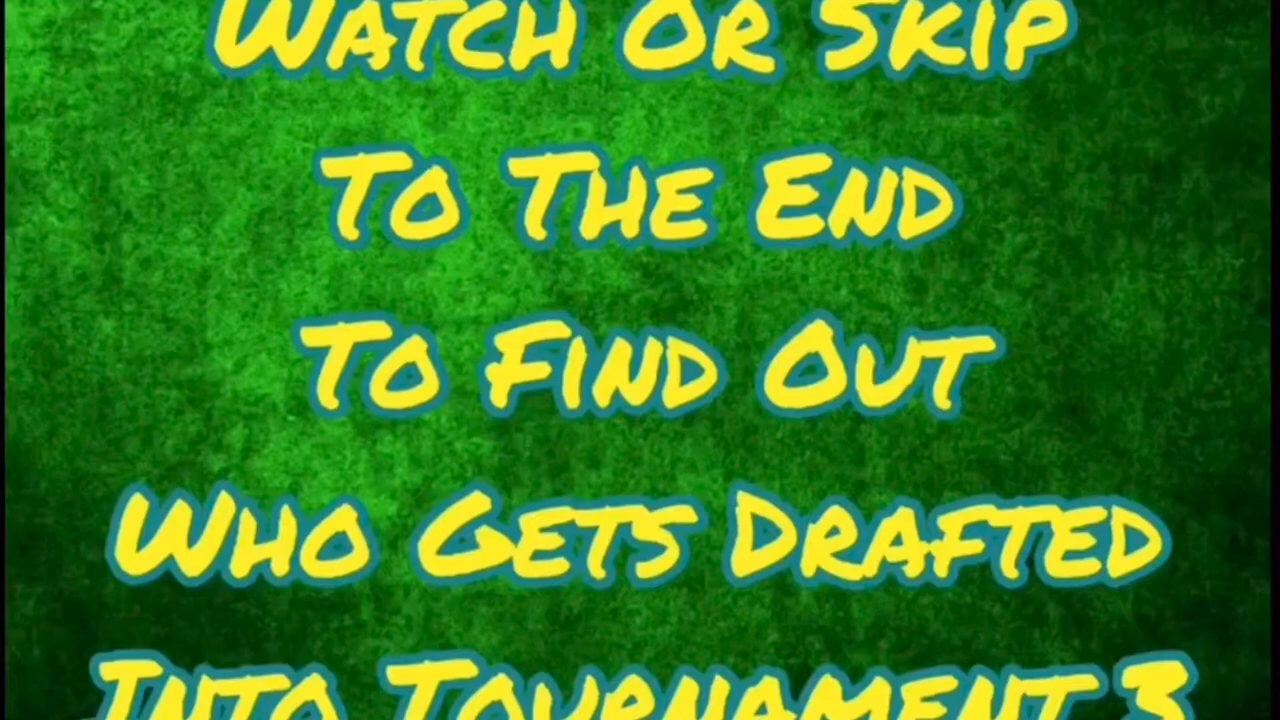 Watch Or Skip
To The End
To Find Out
Who Gets Drafted
Into Tournament 3